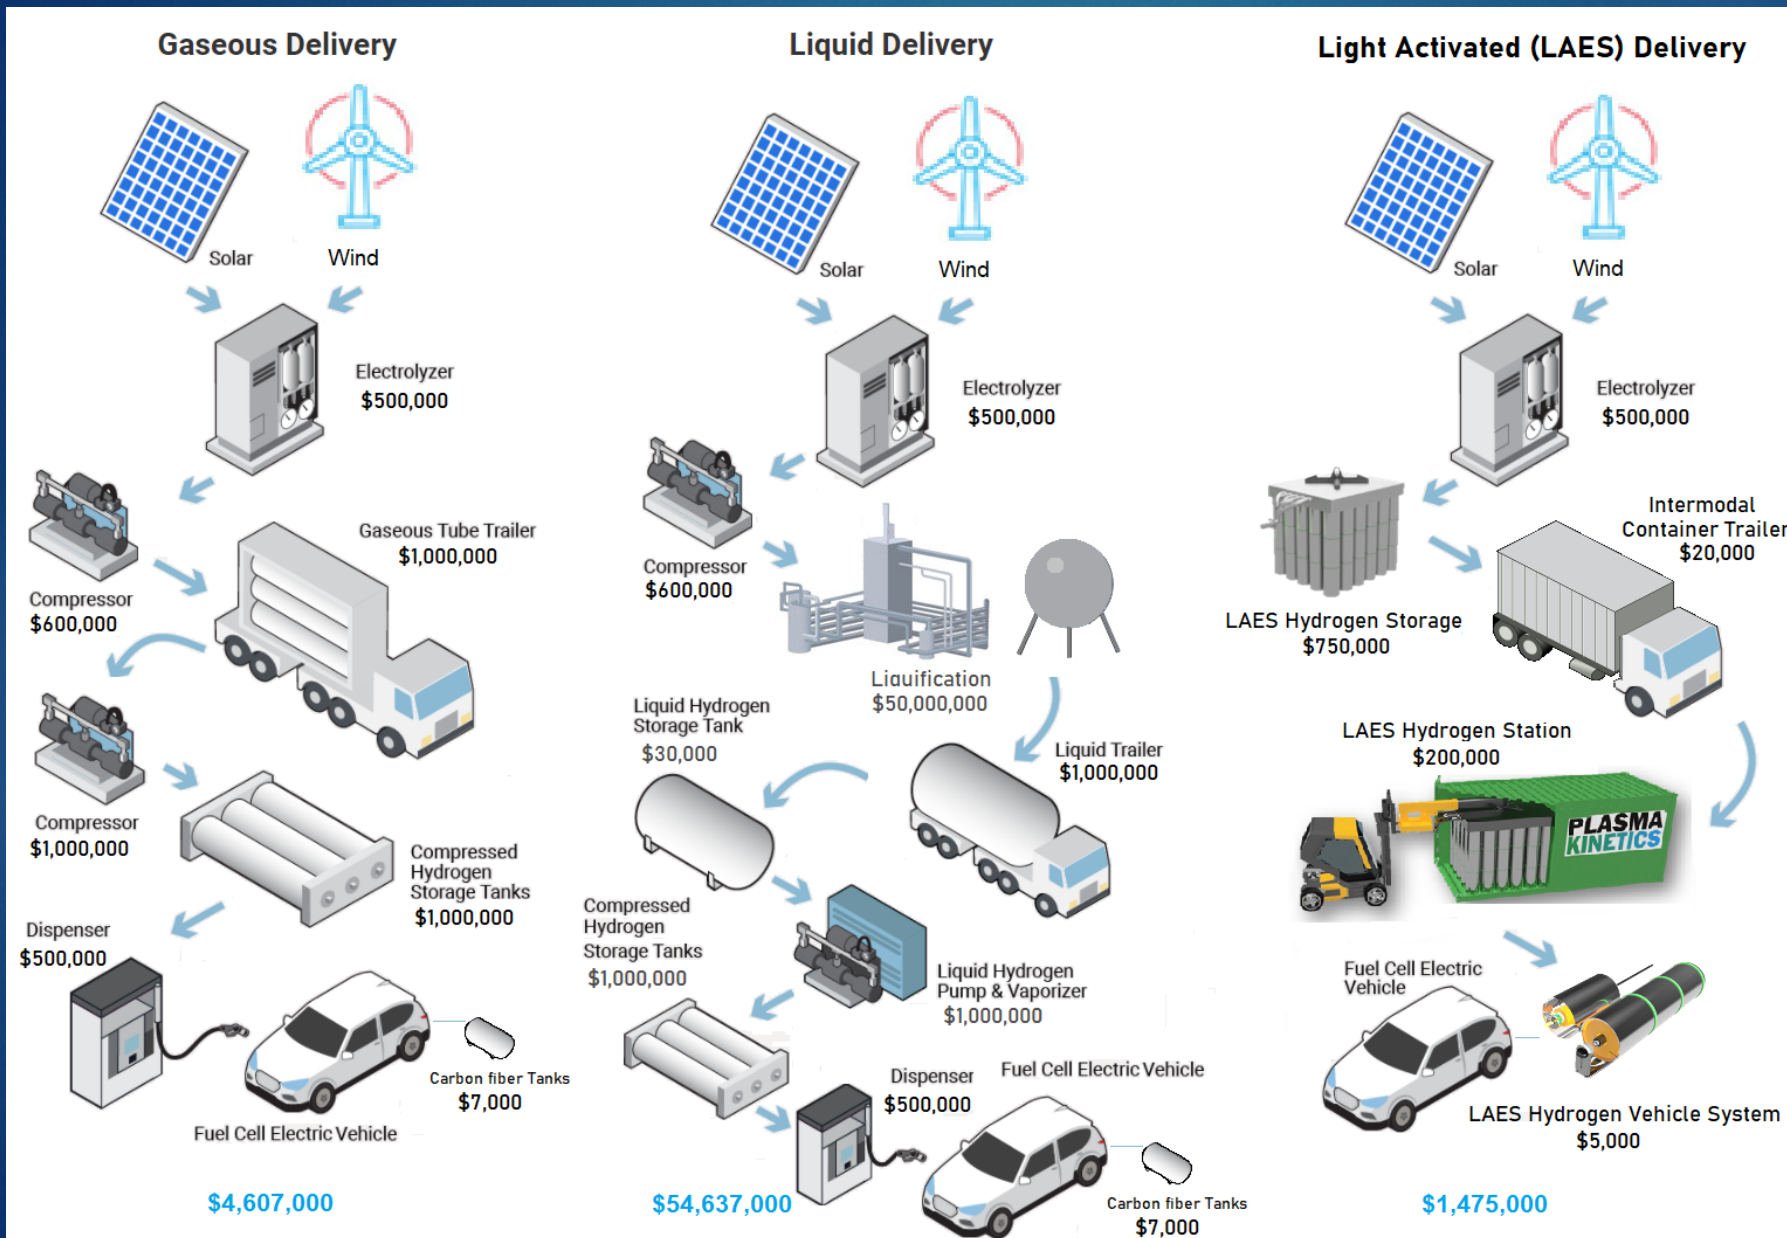 Gaseous Delivery
Solar
Wind
Electrolyzer
$500,000
Gaseous Tube Trailer
$1,000,000
Compressor
$600,000
Compressor
$1,000,000
Compressed
Hydrogen
Storage Tanks
$1,000,000
Dispenser
$500,000
Carbon fiber Tanks
$7,000
Fuel Cell Electric Vehicle
$4,607,000
Liquid Delivery
Solar
Wind
Electrolyzer
$500,000
Compressor
$600,000
Liquification
$50,000,000
Liquid Hydrogen
Storage Tank
$30,000
Liquid Trailer
$1,000,000
Compressed
Hydrogen
Storage Tanks
$1,000,000
Liquid Hydrogen
Pump & Vaporizer
$1,000,000
Dispenser
$500,000
Fuel Cell Electric Vehicle
Carbon fiber Tanks
$7,000
$54,637,000
Light Activated (LAES) Delivery
Solar
Wind
Electrolyzer
$500,000
Intermodal
Container Trailer
$20,000
LAES Hydrogen Storage
$750,000
LAES Hydrogen Station
$200,000
PLASMA
KINETICS
Fuel Cell Electric
Vehicle
LAES Hydrogen Vehicle System
$5,000
$1,475,000